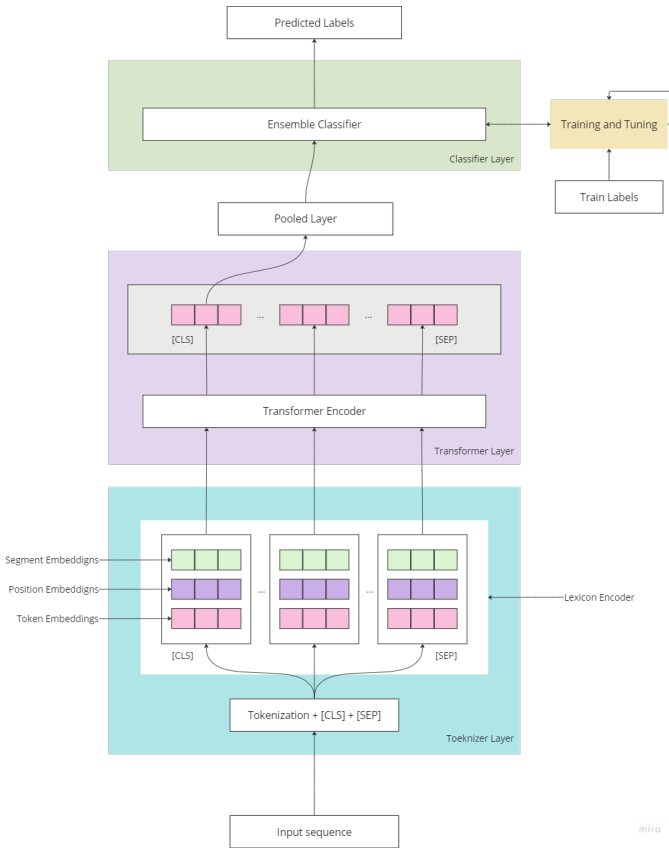 Predicted Labels
Ensemble Classifier
Training and Tuning
Classifier Layer
Train Labels
Pooled Layer
... ...
[CLS] [SEP]
Transformer Encoder
Transformer Layer
Segment Embeddigns
Position Embeddigns
... ...
Lexicon Encoder
Token Embeddings
[CLS] [SEP]
Tokenization + [CLS] + [SEP]
Toeknizer Layer
Input sequence
miro